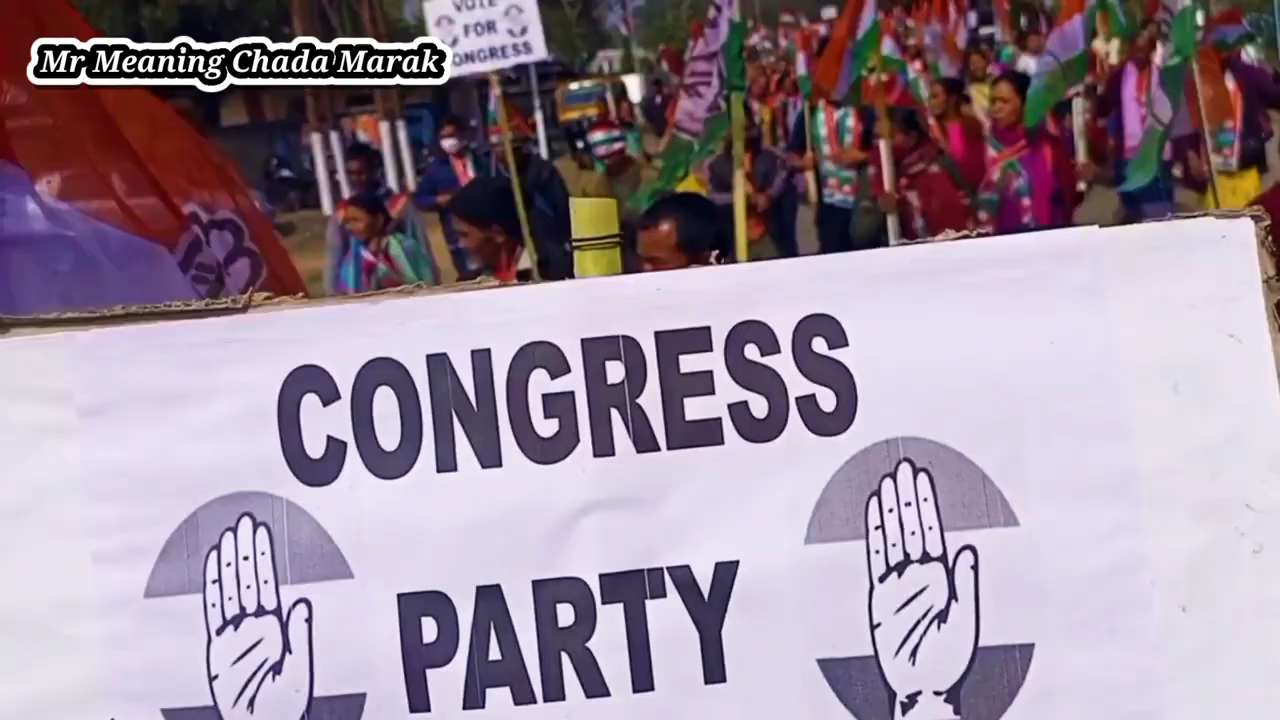 Mr Meaning Chada Marak
VOTE
FOR
CONGRESS
CONGRESS
PARTY